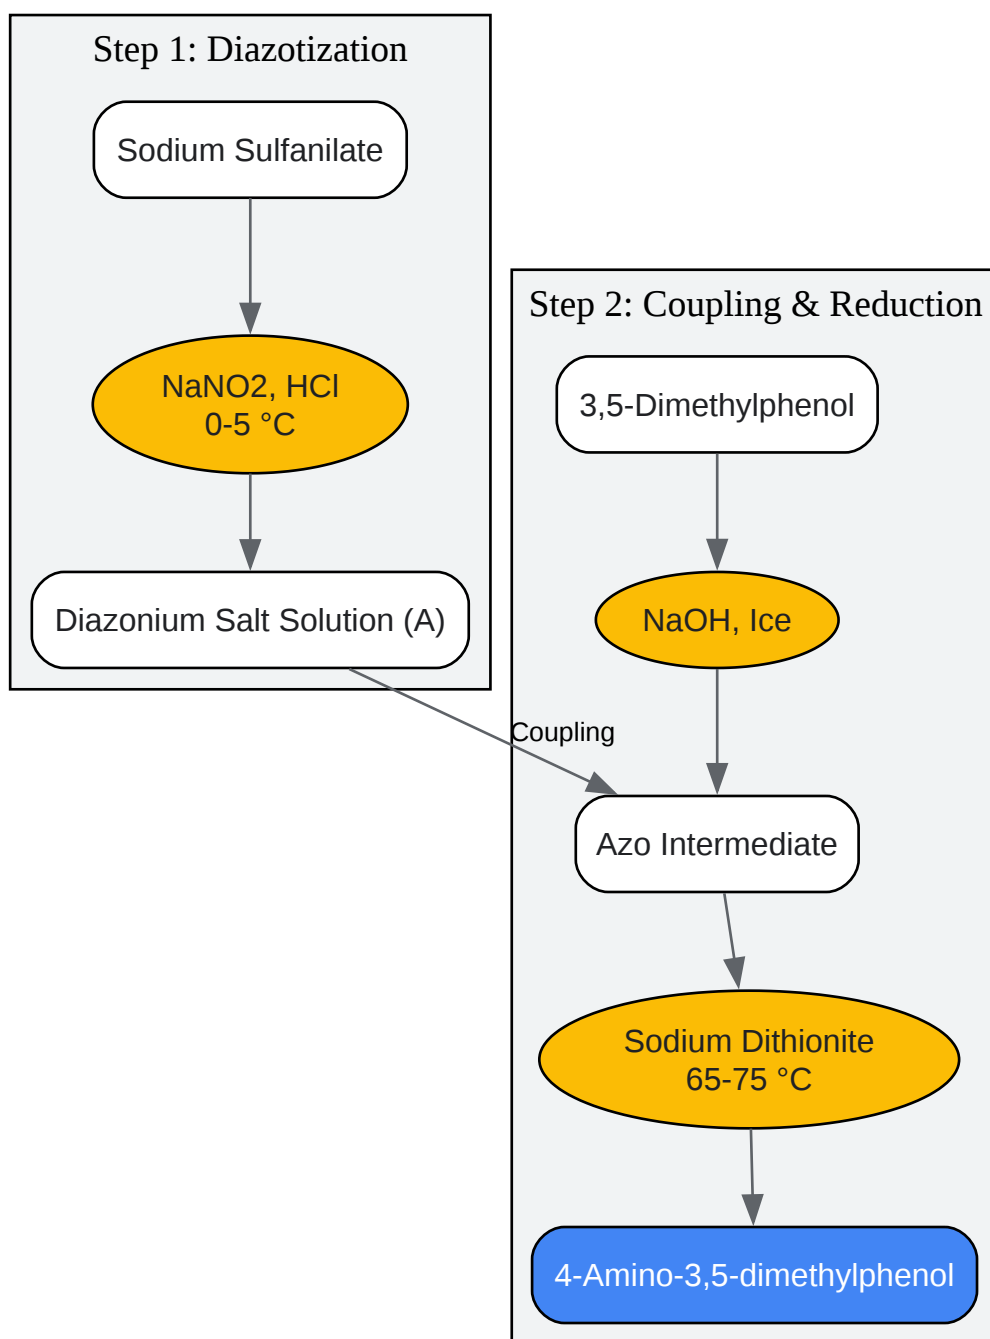 Step 1: Diazotization
Sodium Sulfanilate
NaNO2, HCl
0-5 °C
Diazonium Salt Solution (A)
Step 2: Coupling & Reduction
3,5-Dimethylphenol
NaOH, Ice
Coupling
Azo Intermediate
Sodium Dithionite
65-75 °C
4-Amino-3,5-dimethylphenol